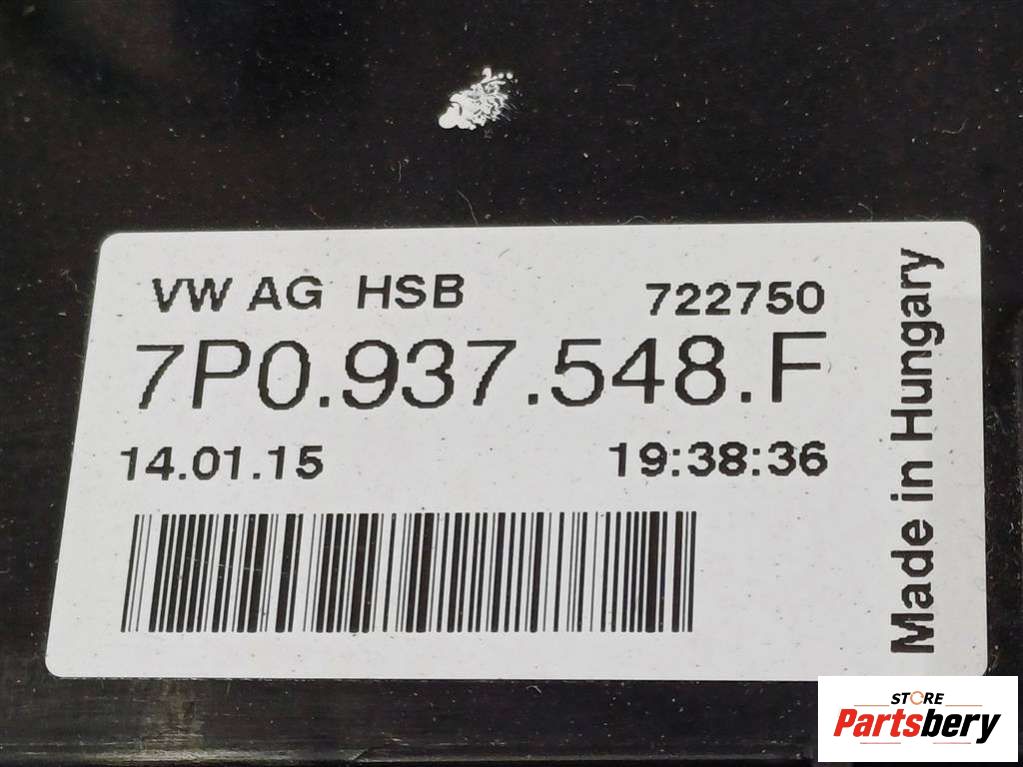 VW AG HSB 722750
7P0.937.548.F
14.01.15 19:38:36
Made in Hungary
STORE
Partsbery